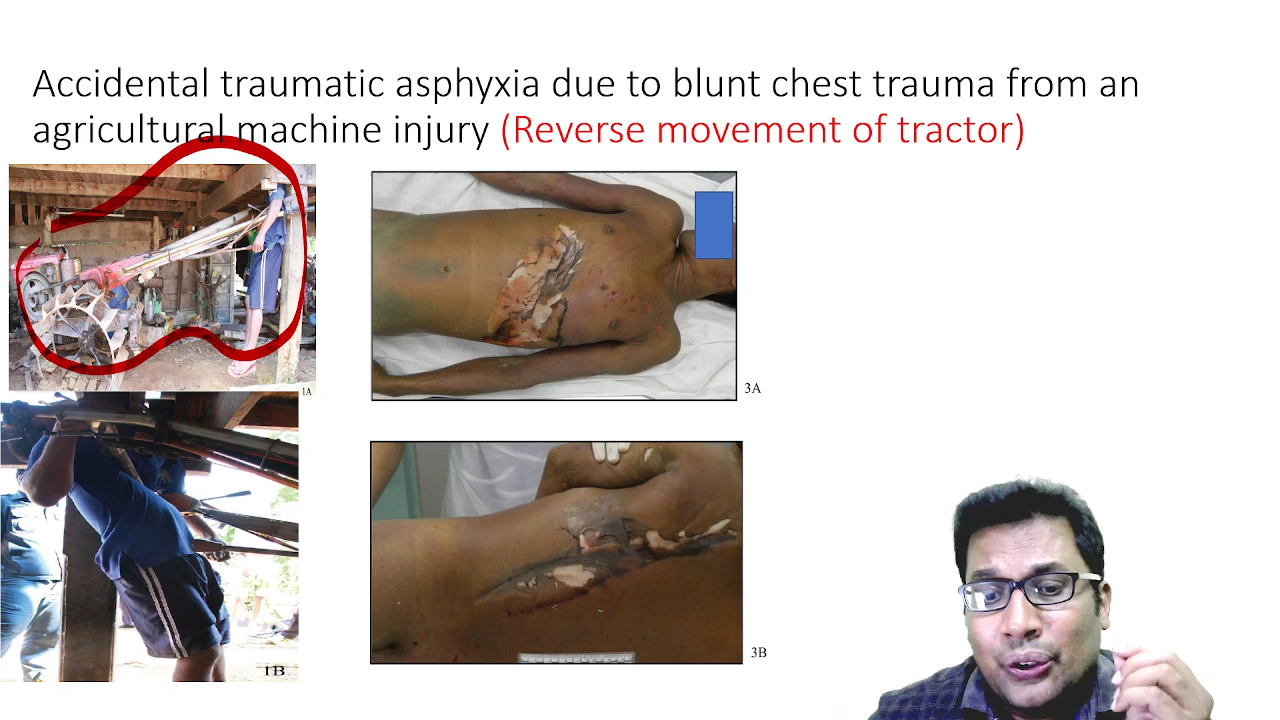 Accidental traumatic asphyxia due to blunt chest trauma from an
agricultural machine injury (Reverse movement of tractor)
1A
3A
1B
3B